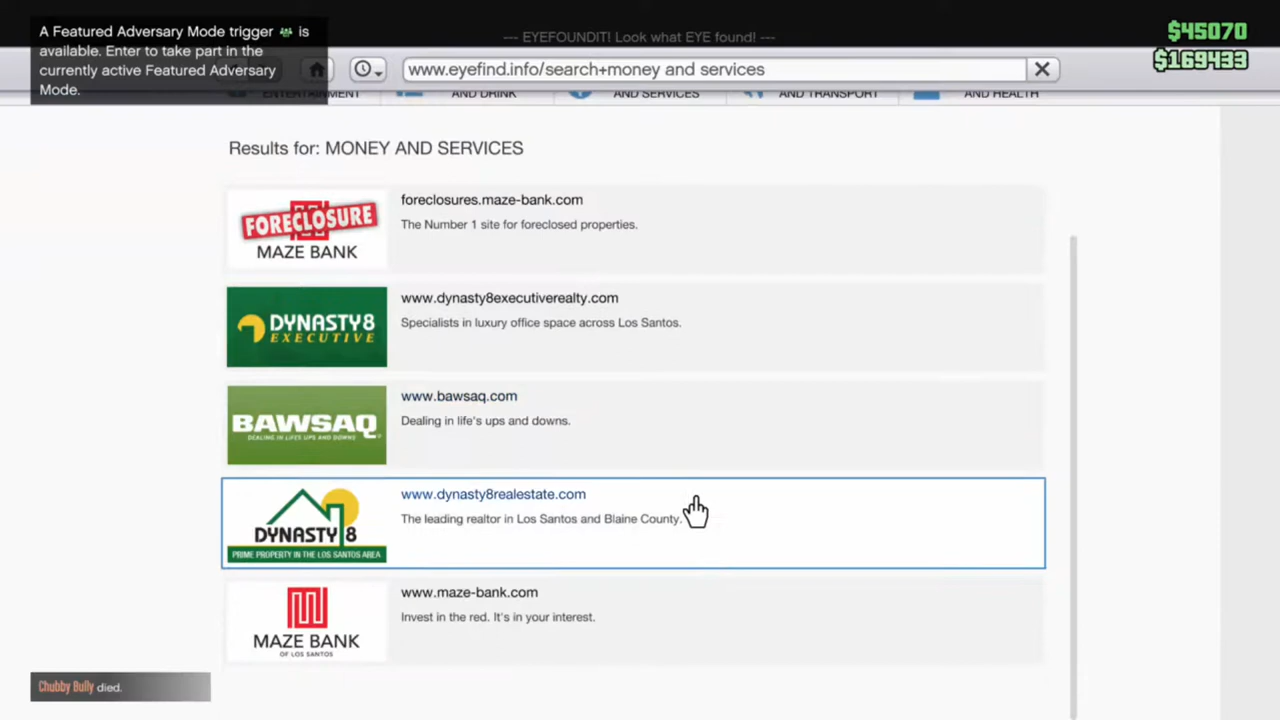 A Featured Adversary Mode trigger is
available. Enter to take part in the
currently active Featured Adversary
Mode.
--- EYEFOUNDIT! Look what EYE found! ---
$45070
$169433
www.eyefind.info/search+money and services
ENTERTAINMENT
AND DRINK
AND SERVICES
AND TRANSPORT
AND HEALTH
Results for: MONEY AND SERVICES
FORECLOSURE
MAZE BANK
foreclosures.maze-bank.com
The Number 1 site for foreclosed properties.
DYNASTY8
EXECUTIVE
www.dynasty8executiverealty.com
Specialists in luxury office space across Los Santos.
BAWSAQ
DEALING IN LIFE'S UPS AND DOWNS
www.bawsaq.com
Dealing in life's ups and downs.
DYNASTY 8
PRIME PROPERTY IN THE LOS SANTOS AREA
www.dynasty8realestate.com
The leading realtor in Los Santos and Blaine County.
MAZE BANK
OF LOS SANTOS
www.maze-bank.com
Invest in the red. It's in your interest.
Chubby Bully died.